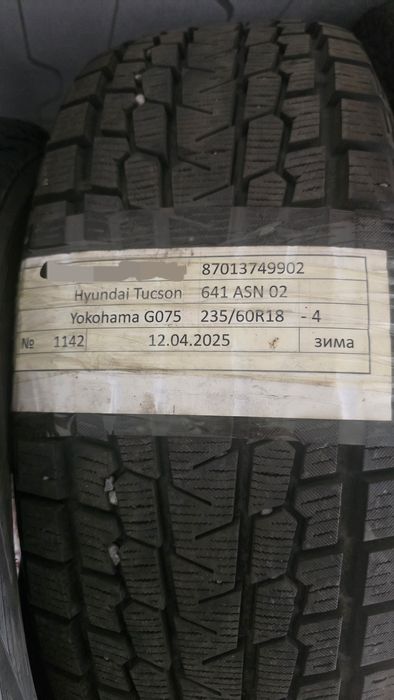 87013749902
Hyundai Tucson 641 ASN 02
Yokohama G075 235/60R18 - 4
№ 1142 12.04.2025 зима